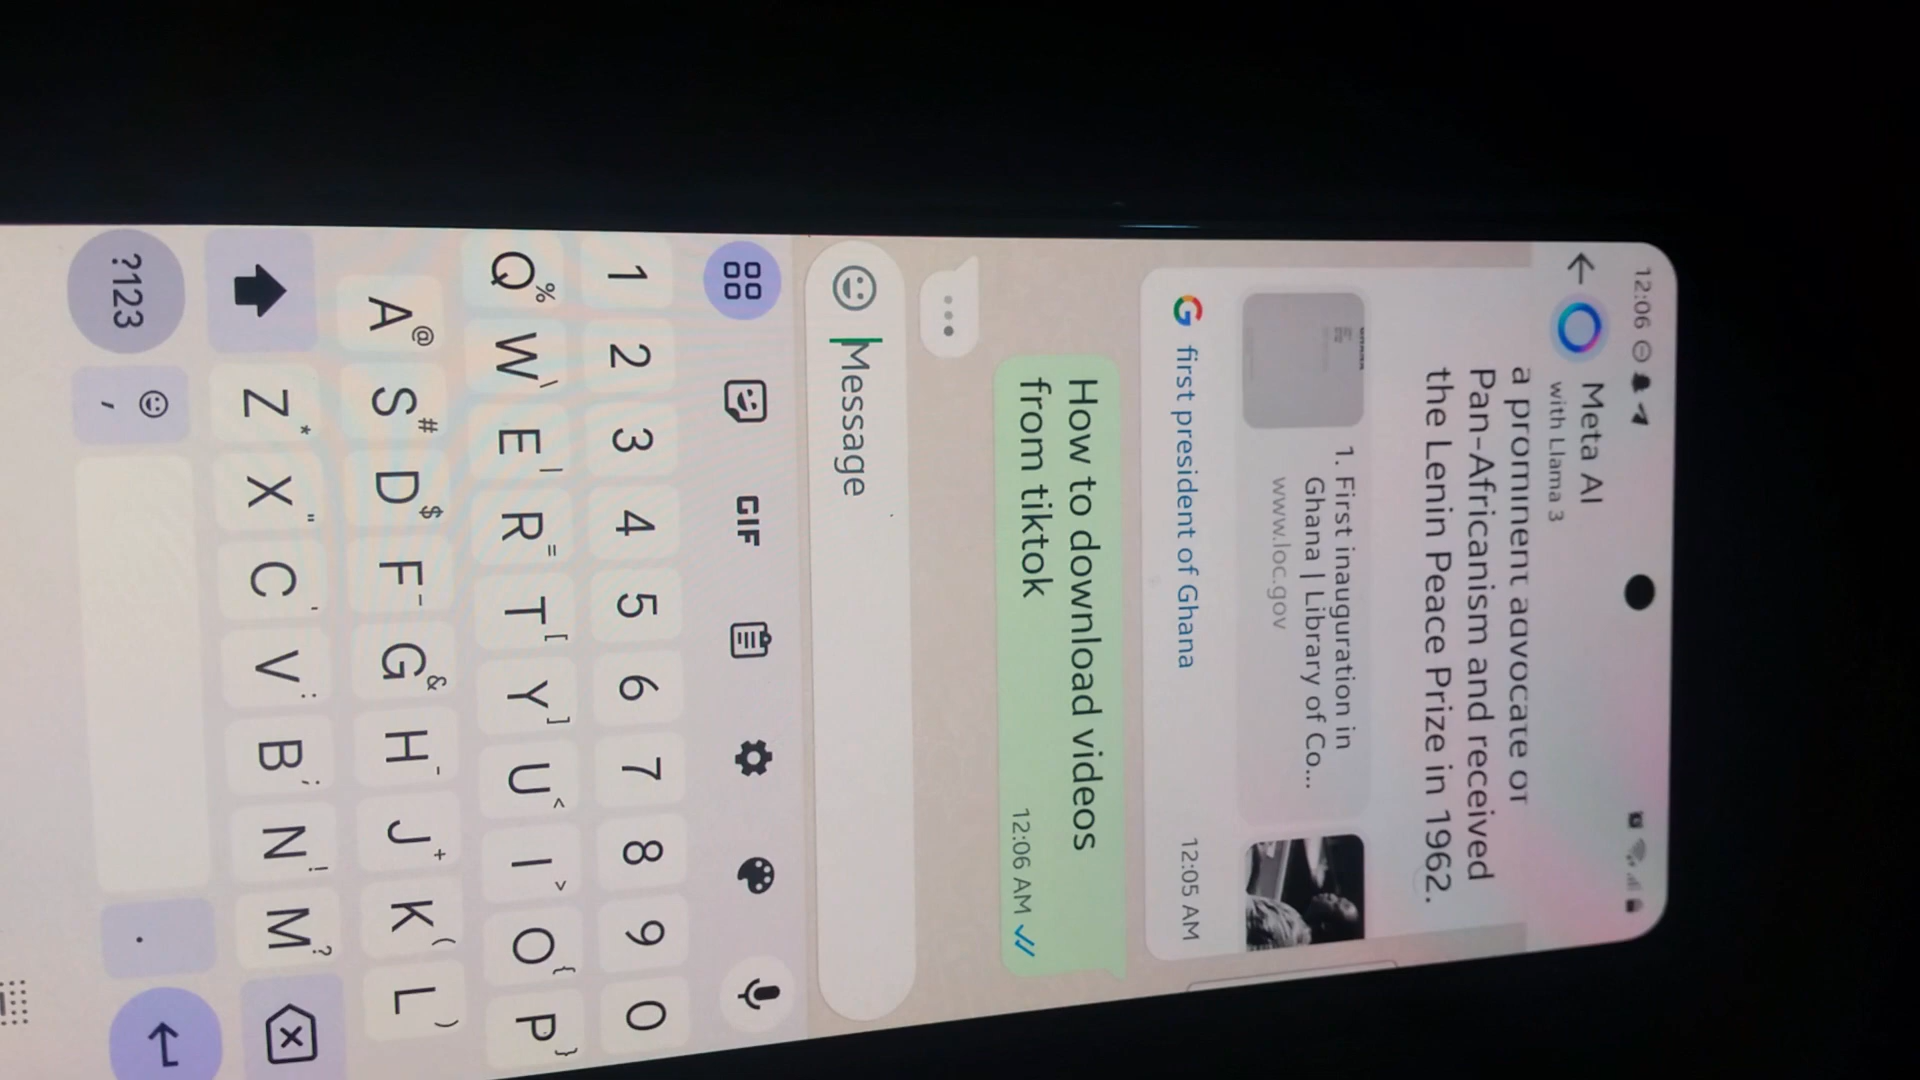 12:06
Meta AI
with Llama 3
a prominent advocate of
Pan-Africanism and received
the Lenin Peace Prize in 1962.
1. First inauguration in
Ghana | Library of Co...
www.loc.gov
first president of Ghana
12:05 AM
How to download videos
from tiktok
12:06 AM
Message
GIF
1 2 3 4 5 6 7 8 9 0
Q% W\ E| R= T[ Y] U< I> O{ P}
A@ S# D$ F_ G& H- J+ K( L)
Z* X" C' V: B; N! M?
?123 , .